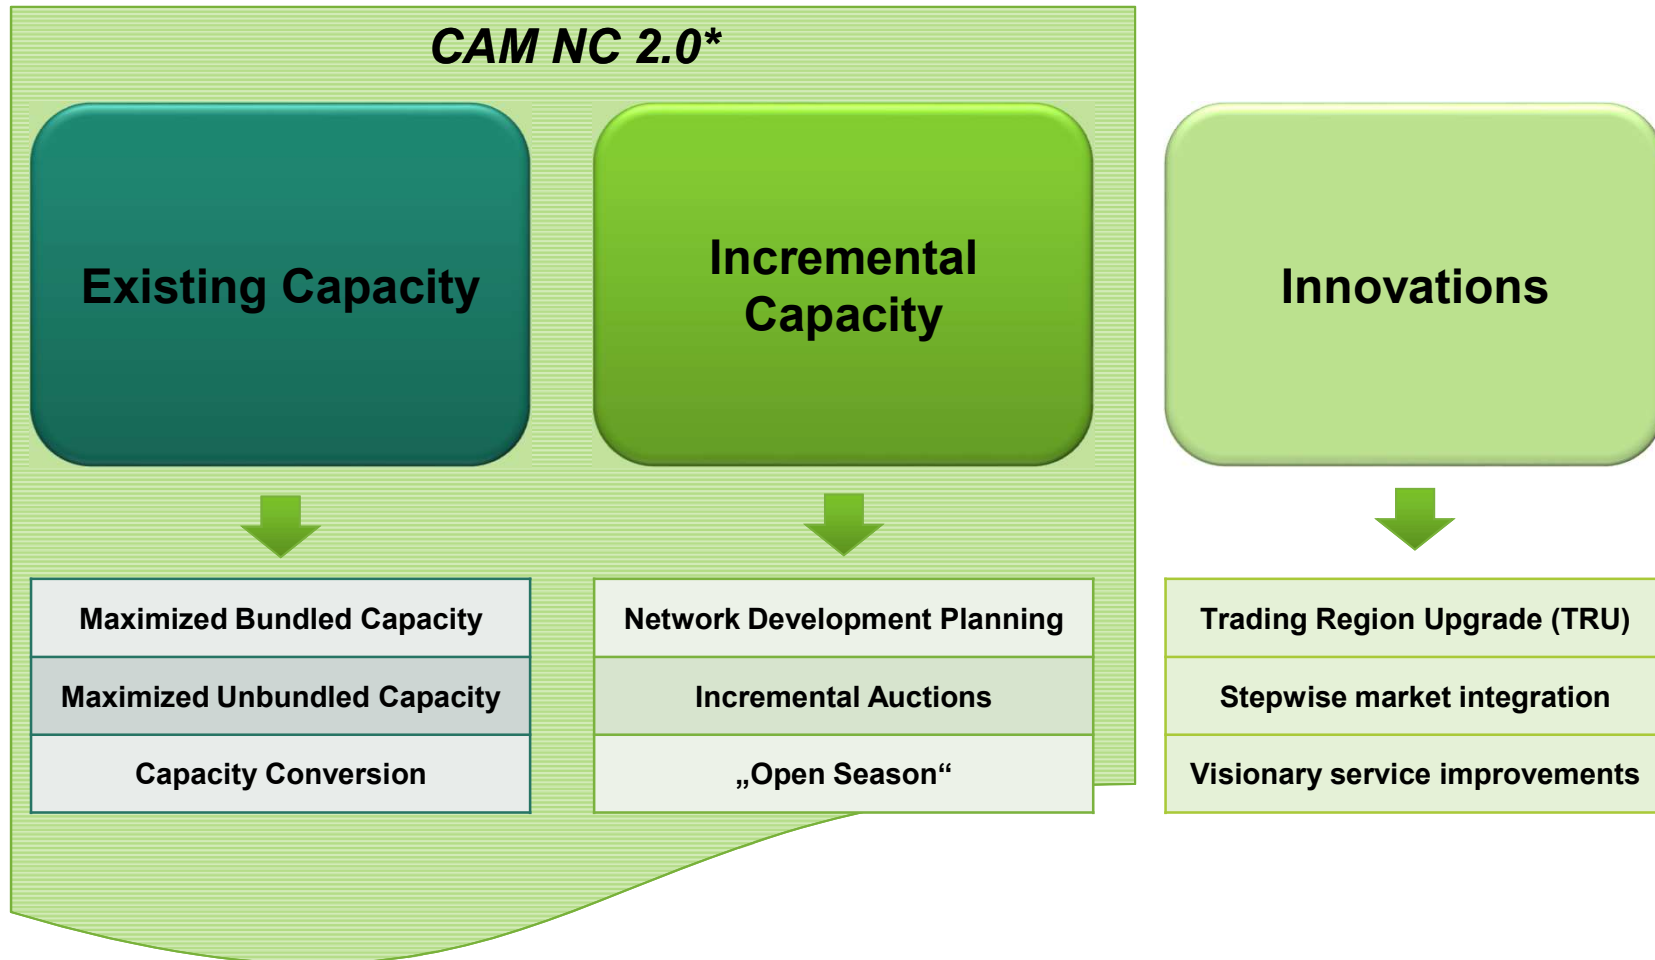 CAM NC 2.0*
Existing Capacity
Incremental
Capacity
Innovations
Maximized Bundled Capacity
Maximized Unbundled Capacity
Capacity Conversion
Network Development Planning
Incremental Auctions
„Open Season“
Trading Region Upgrade (TRU)
Stepwise market integration
Visionary service improvements